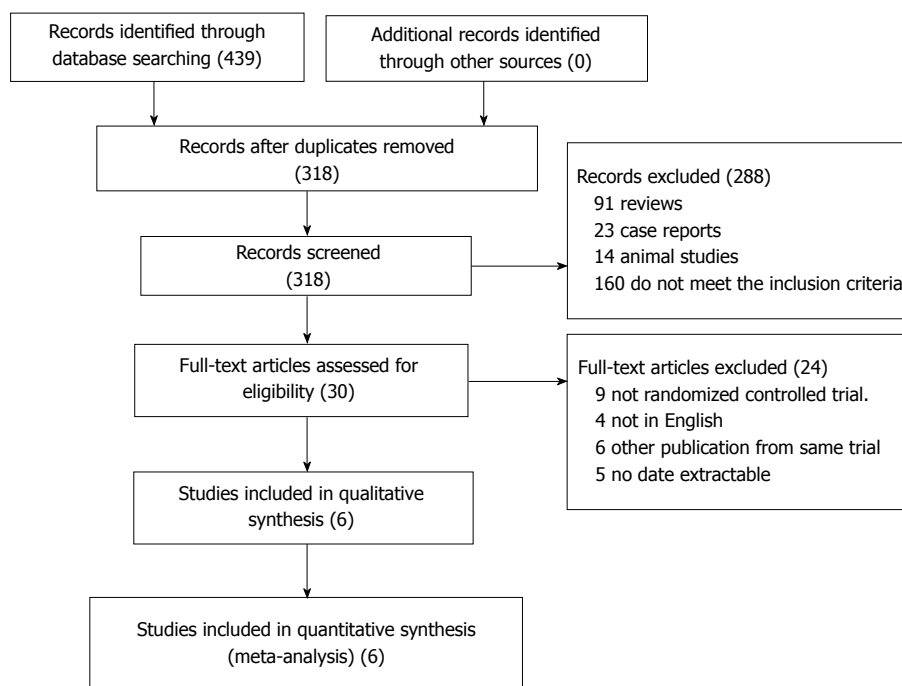 Records identified through
database searching (439)
Additional records identified
through other sources (0)
Records after duplicates removed
(318)
Records excluded (288)
91 reviews
23 case reports
14 animal studies
160 do not meet the inclusion criteria
Records screened
(318)
Full-text articles assessed for
eligibility (30)
Full-text articles excluded (24)
9 not randomized controlled trial.
4 not in English
6 other publication from same trial
5 no date extractable
Studies included in qualitative
synthesis (6)
Studies included in quantitative synthesis
(meta-analysis) (6)